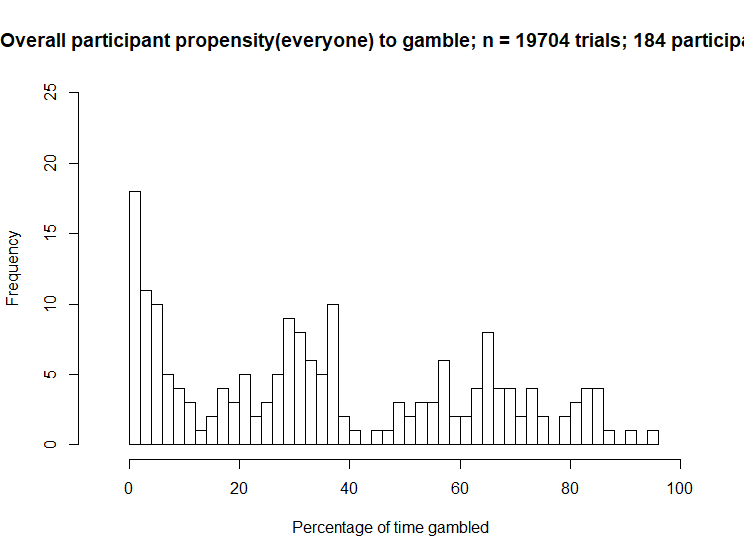 Overall participant propensity(everyone) to gamble; n = 19704 trials; 184
25
20
15
10
5
0
Frequency
0 20 40 60 80 100
Percentage of time gambled